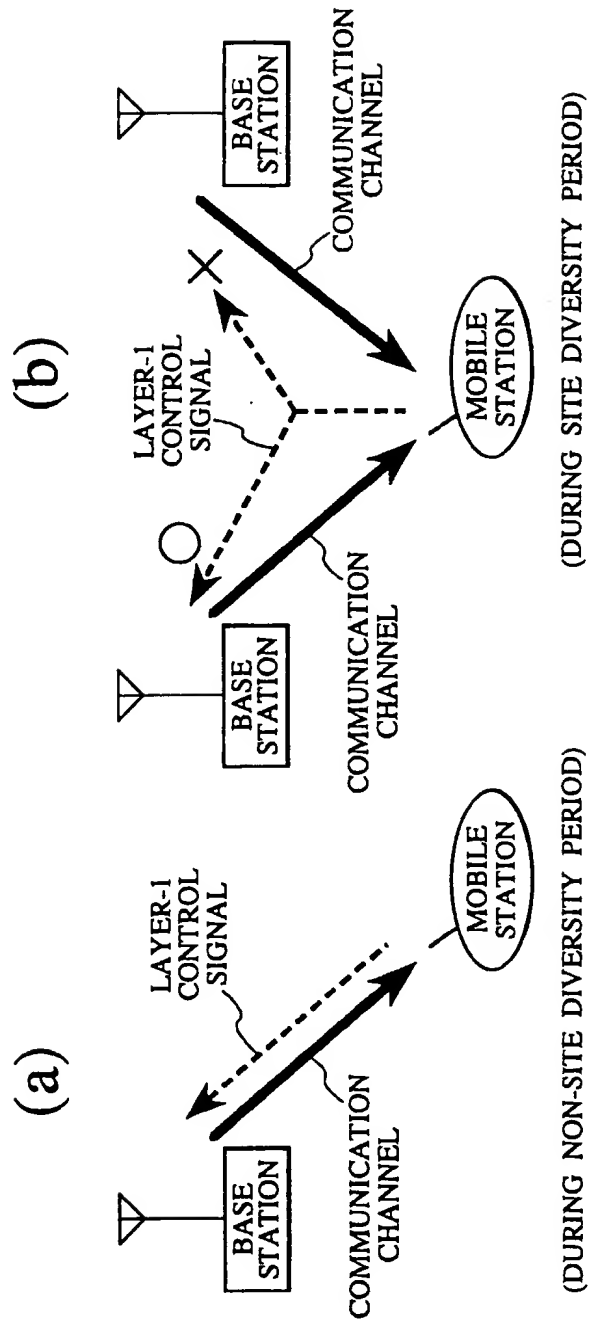 (a)
BASE
STATION
LAYER-1
CONTROL
SIGNAL
COMMUNICATION
CHANNEL
MOBILE
STATION
(DURING NON-SITE DIVERSITY PERIOD)
(b)
BASE
STATION
LAYER-1
CONTROL
SIGNAL
BASE
STATION
COMMUNICATION
CHANNEL
COMMUNICATION
CHANNEL
MOBILE
STATION
(DURING SITE DIVERSITY PERIOD)